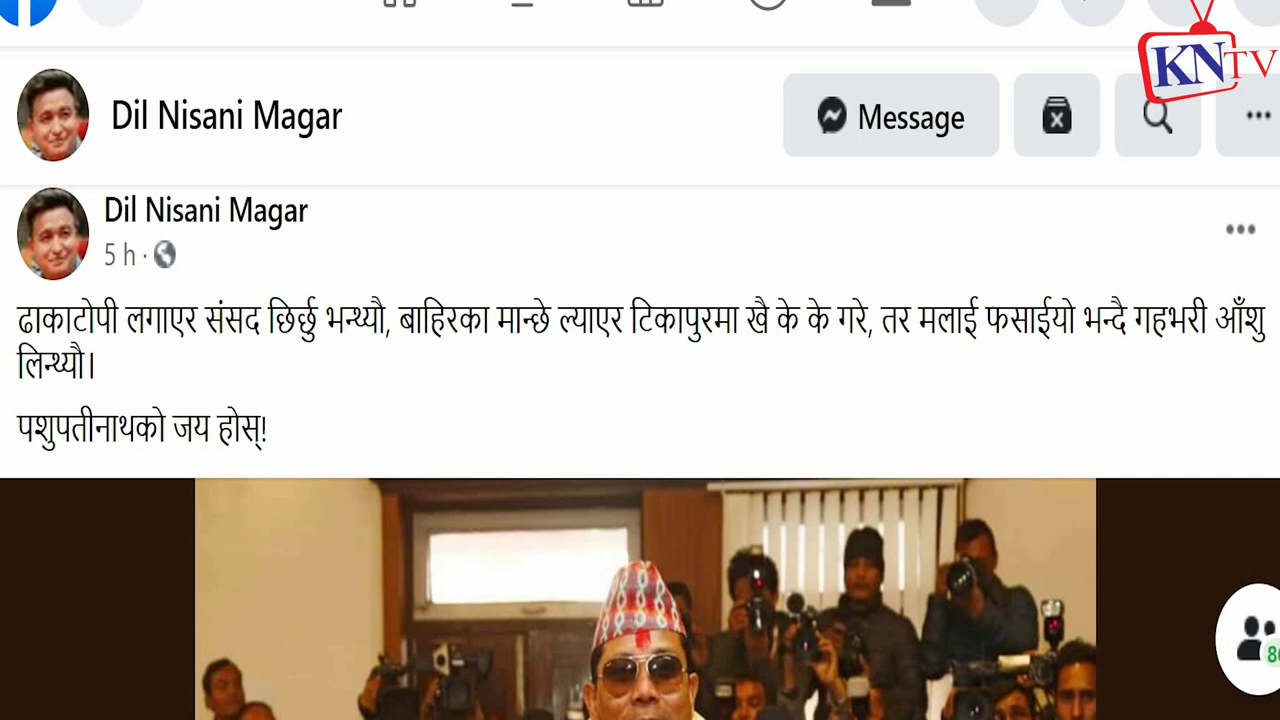 KNTV
Dil Nisani Magar
Message
Dil Nisani Magar
5 h ·
ढाकाटोपी लगाएर संसद छिर्छु भन्थ्यौ, बाहिरका मान्छे ल्याएर टिकापुरमा खै के के गरे, तर मलाई फसाईयो भन्दै गहभरी आँशु
लिन्थ्यौ।
पशुपतीनाथको जय होस्!